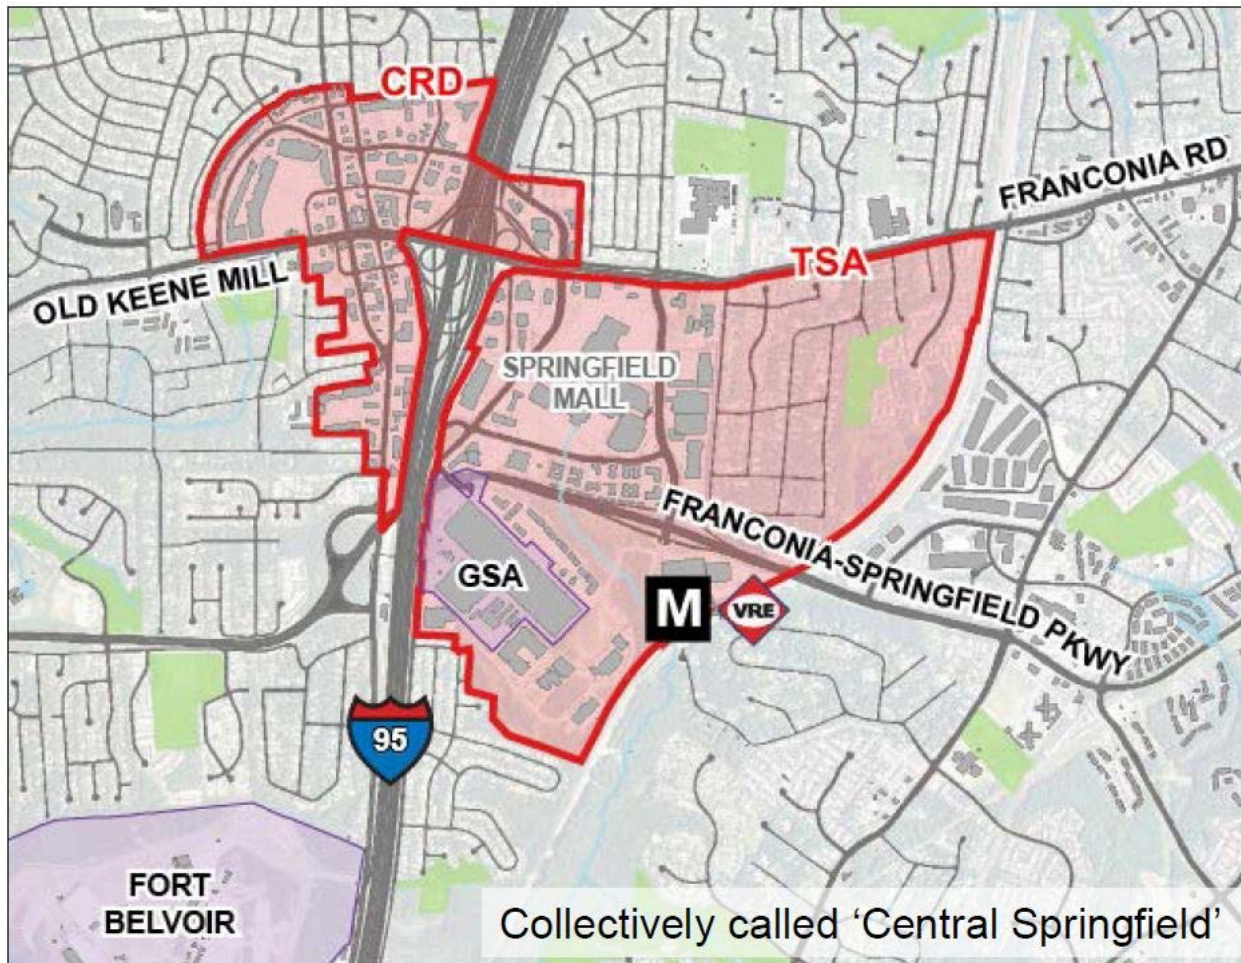 CRD
FRANCONIA RD
TSA
OLD KEENE MILL
SPRINGFIELD
MALL
FRANCONIA-SPRINGFIELD PKWY
GSA
M
VRE
95
FORT
BELVOIR
Collectively called ‘Central Springfield’